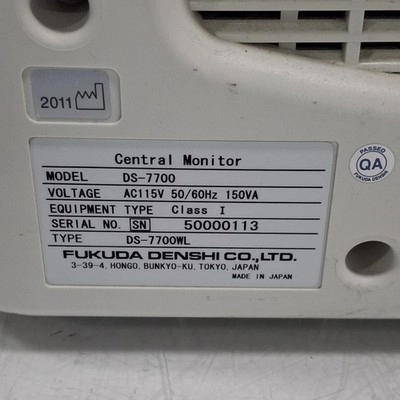 2011
Central Monitor
MODEL DS-7700
VOLTAGE AC115V 50/60Hz 150VA
EQUIPMENT TYPE Class I
SERIAL NO. SN 50000113
TYPE DS-7700WL
FUKUDA DENSHI CO., LTD.
3-39-4, HONGO, BUNKYO-KU, TOKYO, JAPAN
MADE IN JAPAN
PASSED
QA
FUKUDA DENSHI